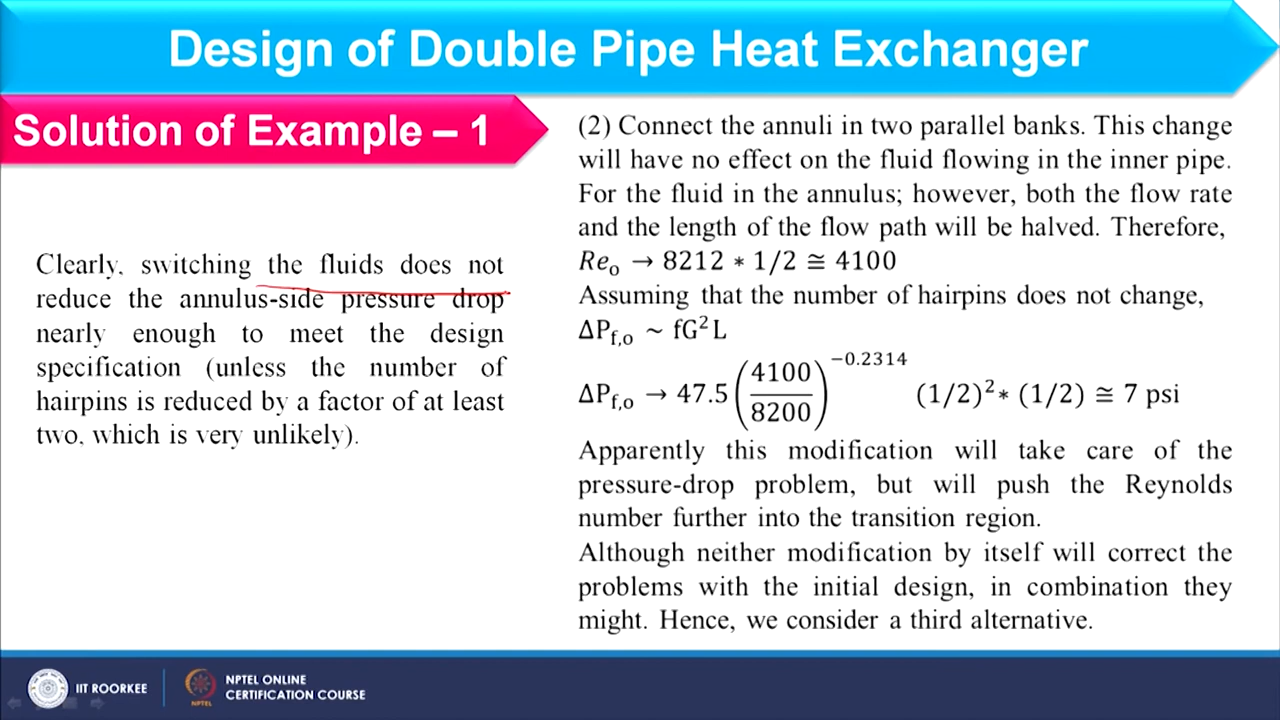 Design of Double Pipe Heat Exchanger
Solution of Example – 1
Clearly, switching the fluids does not
reduce the annulus-side pressure drop
nearly enough to meet the design
specification (unless the number of
hairpins is reduced by a factor of at least
two, which is very unlikely).
(2) Connect the annuli in two parallel banks. This change
will have no effect on the fluid flowing in the inner pipe.
For the fluid in the annulus; however, both the flow rate
and the length of the flow path will be halved. Therefore,
Reₒ → 8212 * 1/2 ≅ 4100
Assuming that the number of hairpins does not change,
ΔP_f,o ~ fG²L
ΔP_f,o → 47.5 (4100/8200)^−0.2314 (1/2)²* (1/2) ≅ 7 psi
Apparently this modification will take care of the
pressure-drop problem, but will push the Reynolds
number further into the transition region.
Although neither modification by itself will correct the
problems with the initial design, in combination they
might. Hence, we consider a third alternative.
IIT ROORKEE
NPTEL
NPTEL ONLINE
CERTIFICATION COURSE